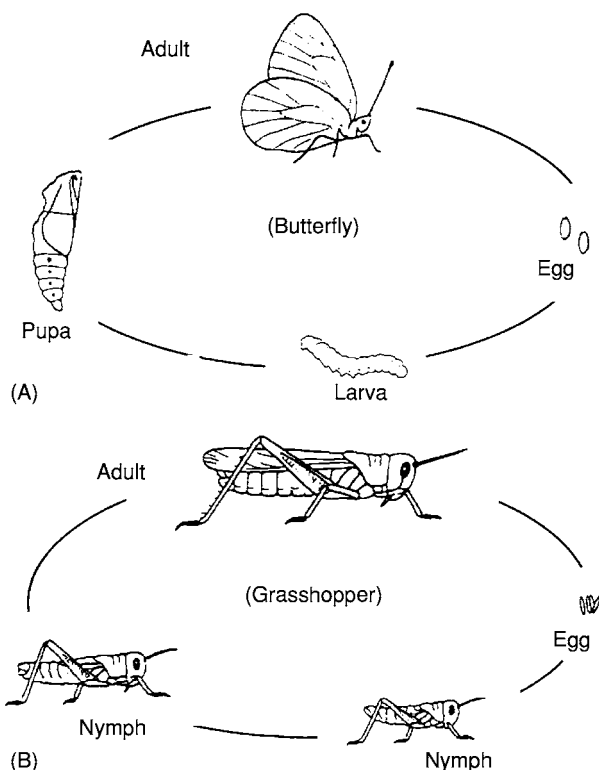 Adult
(Butterfly)
Egg
Pupa
Larva
(A)
Adult
(Grasshopper)
Egg
Nymph
Nymph
(B)